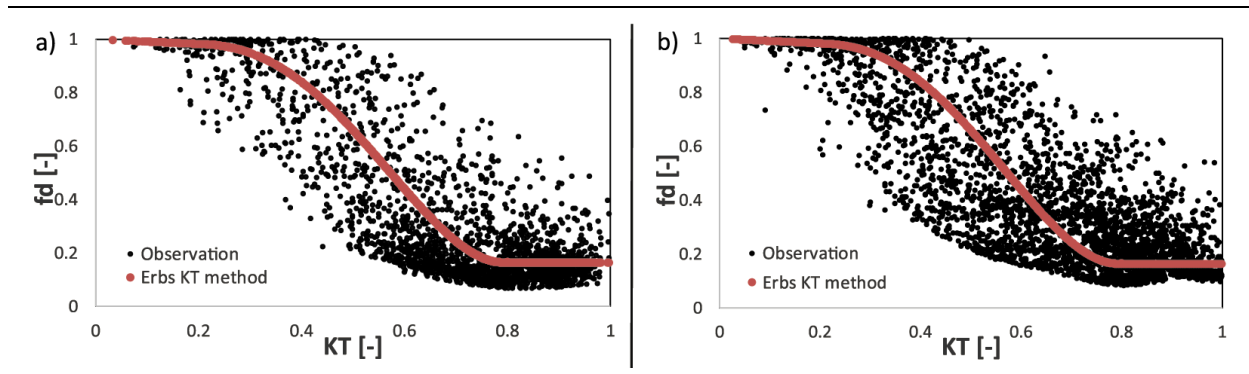 a)
1
0.8
0.6
0.4
0.2
0
fd [-]
Observation
Erbs KT method
0 0.2 0.4 0.6 0.8 1
KT [-]
b)
1
0.8
0.6
0.4
0.2
0
fd [-]
Observation
Erbs KT method
0 0.2 0.4 0.6 0.8 1
KT [-]